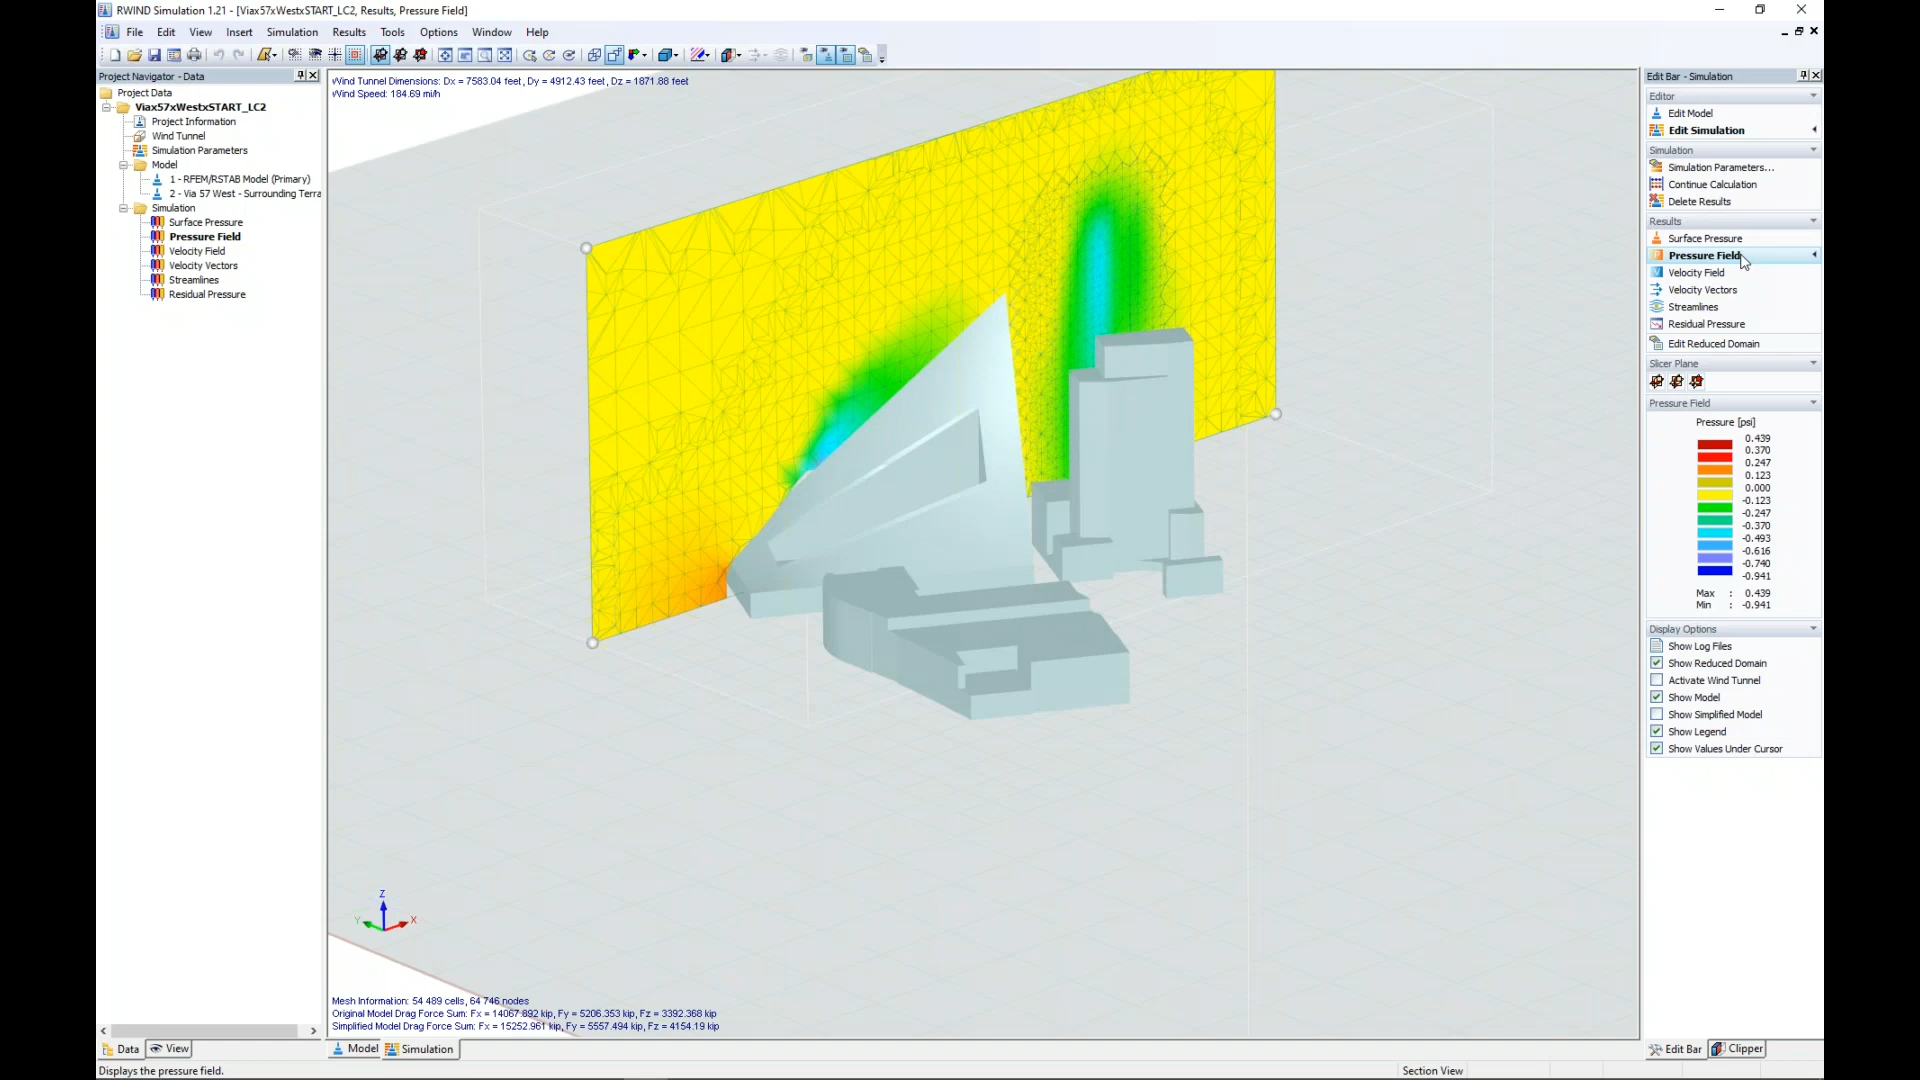 RWIND Simulation 1.21 - [Viax57xWestxSTART_LC2, Results, Pressure Field]
File Edit View Insert Simulation Results Tools Options Window Help
Project Navigator - Data
Project Data
Viax57xWestxSTART_LC2
Project Information
Wind Tunnel
Simulation Parameters
Model
1 - RFEM/RSTAB Model (Primary)
2 - Via 57 West - Surrounding Terra
Simulation
Surface Pressure
Pressure Field
Velocity Field
Velocity Vectors
Streamlines
Residual Pressure
Data View
Wind Tunnel Dimensions: Dx = 7583.04 feet, Dy = 4912.43 feet, Dz = 1871.88 feet
Wind Speed: 184.69 mi/h
Z
Y X
Mesh Information: 54 489 cells, 64 746 nodes
Original Model Drag Force Sum: Fx = 14067.892 kip, Fy = 5206.353 kip, Fz = 3392.368 kip
Simplified Model Drag Force Sum: Fx = 15252.961 kip, Fy = 5557.494 kip, Fz = 4154.19 kip
Model Simulation
Edit Bar - Simulation
Editor
Edit Model
Edit Simulation
Simulation
Simulation Parameters...
Continue Calculation
Delete Results
Results
Surface Pressure
Pressure Field
Velocity Field
Velocity Vectors
Streamlines
Residual Pressure
Edit Reduced Domain
Slicer Plane
Pressure Field
Pressure [psi]
0.439
0.370
0.247
0.123
0.000
-0.123
-0.247
-0.370
-0.493
-0.616
-0.740
-0.941
Max : 0.439
Min : -0.941
Display Options
Show Log Files
Show Reduced Domain
Activate Wind Tunnel
Show Model
Show Simplified Model
Show Legend
Show Values Under Cursor
Edit Bar Clipper
Displays the pressure field.
Section View